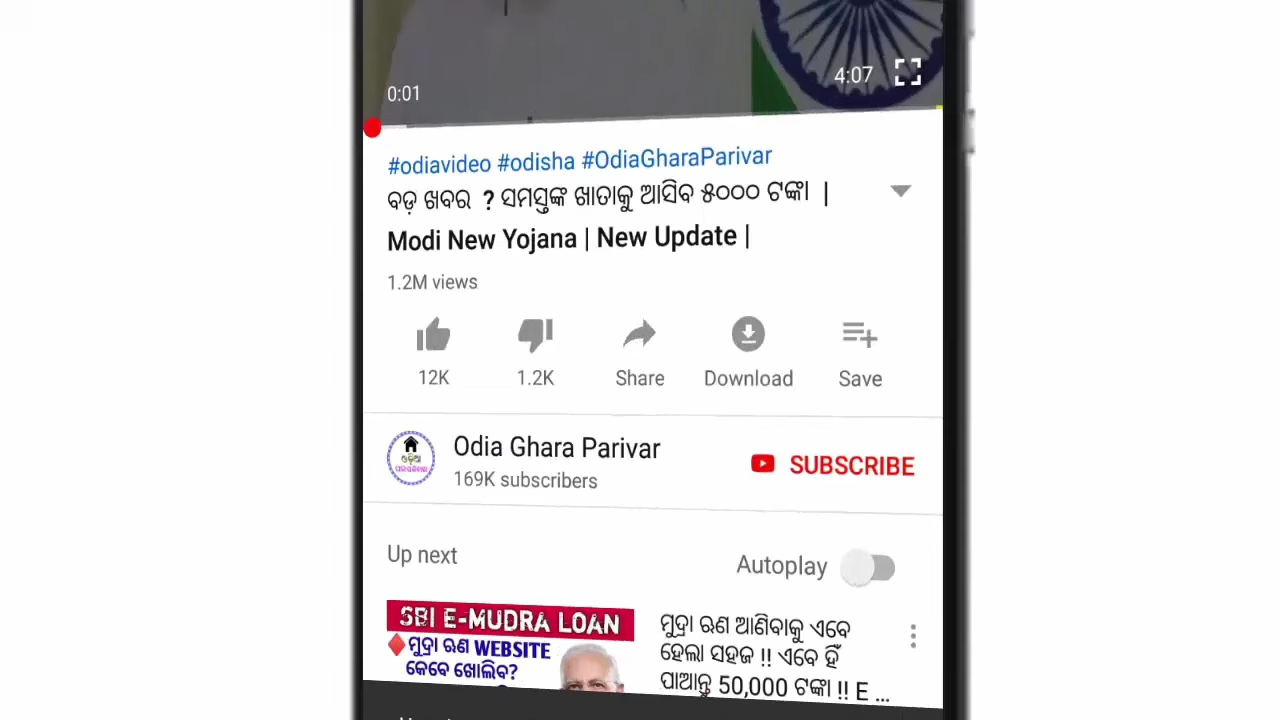 0:01
4:07
#odiavideo #odisha #OdiaGharaParivar
ବଡ଼ ଖବର ? ସମସ୍ତଙ୍କ ଖାତାକୁ ଆସିବ ୫୦୦୦ ଟଙ୍କା |
Modi New Yojana | New Update |
1.2M views
12K
1.2K
Share
Download
Save
Odia Ghara Parivar
169K subscribers
SUBSCRIBE
Up next
Autoplay
SBI E-MUDRA LOAN
ମୁଦ୍ରା ଋଣ WEBSITE
କେବେ ଖୋଲିବ?
ମୁଦ୍ରା ଋଣ ଆଣିବାକୁ ଏବେ
ହେଲା ସହଜ !! ଏବେ ହିଁ
ପାଆନ୍ତୁ 50,000 ଟଙ୍କା !! E ...